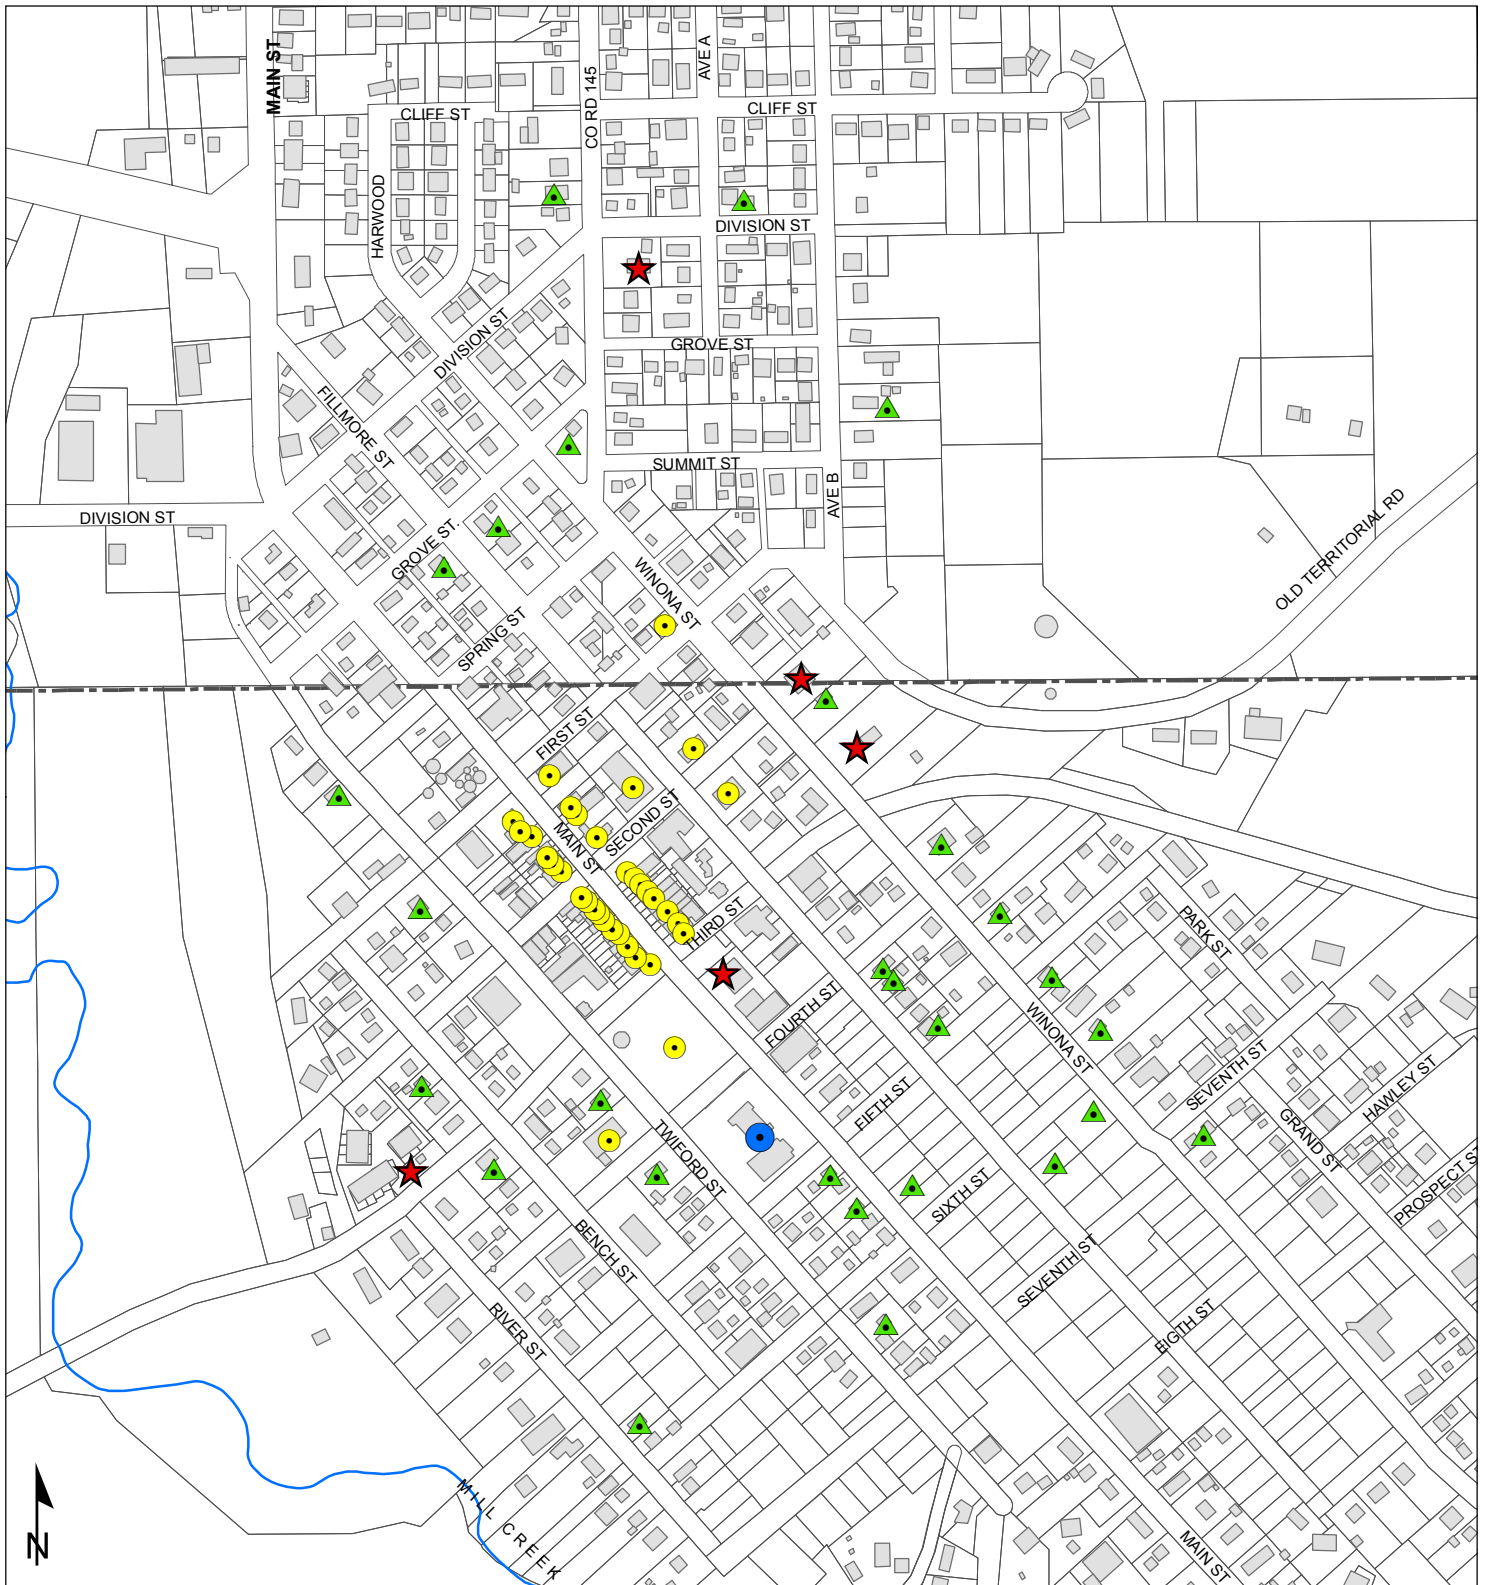 MAIN ST
AVE A
CO RD 145
CLIFF ST
CLIFF ST
HARWOOD
DIVISION ST
DIVISION ST
GROVE ST
FILLMORE ST
SUMMIT ST
AVE B
DIVISION ST
GROVE ST.
OLD TERRITORIAL RD
WINONA ST
SPRING ST
FIRST ST
SECOND ST
MAIN ST
THIRD ST
PARK ST
FOURTH ST
WINONA ST
SEVENTH ST
HAWLEY ST
FIFTH ST
GRAND ST
TWIFORD ST
PROSPECT ST
SIXTH ST
BENCH ST
SEVENTH ST
RIVER ST
EIGTH ST
MILL CREEK
MAIN ST
N